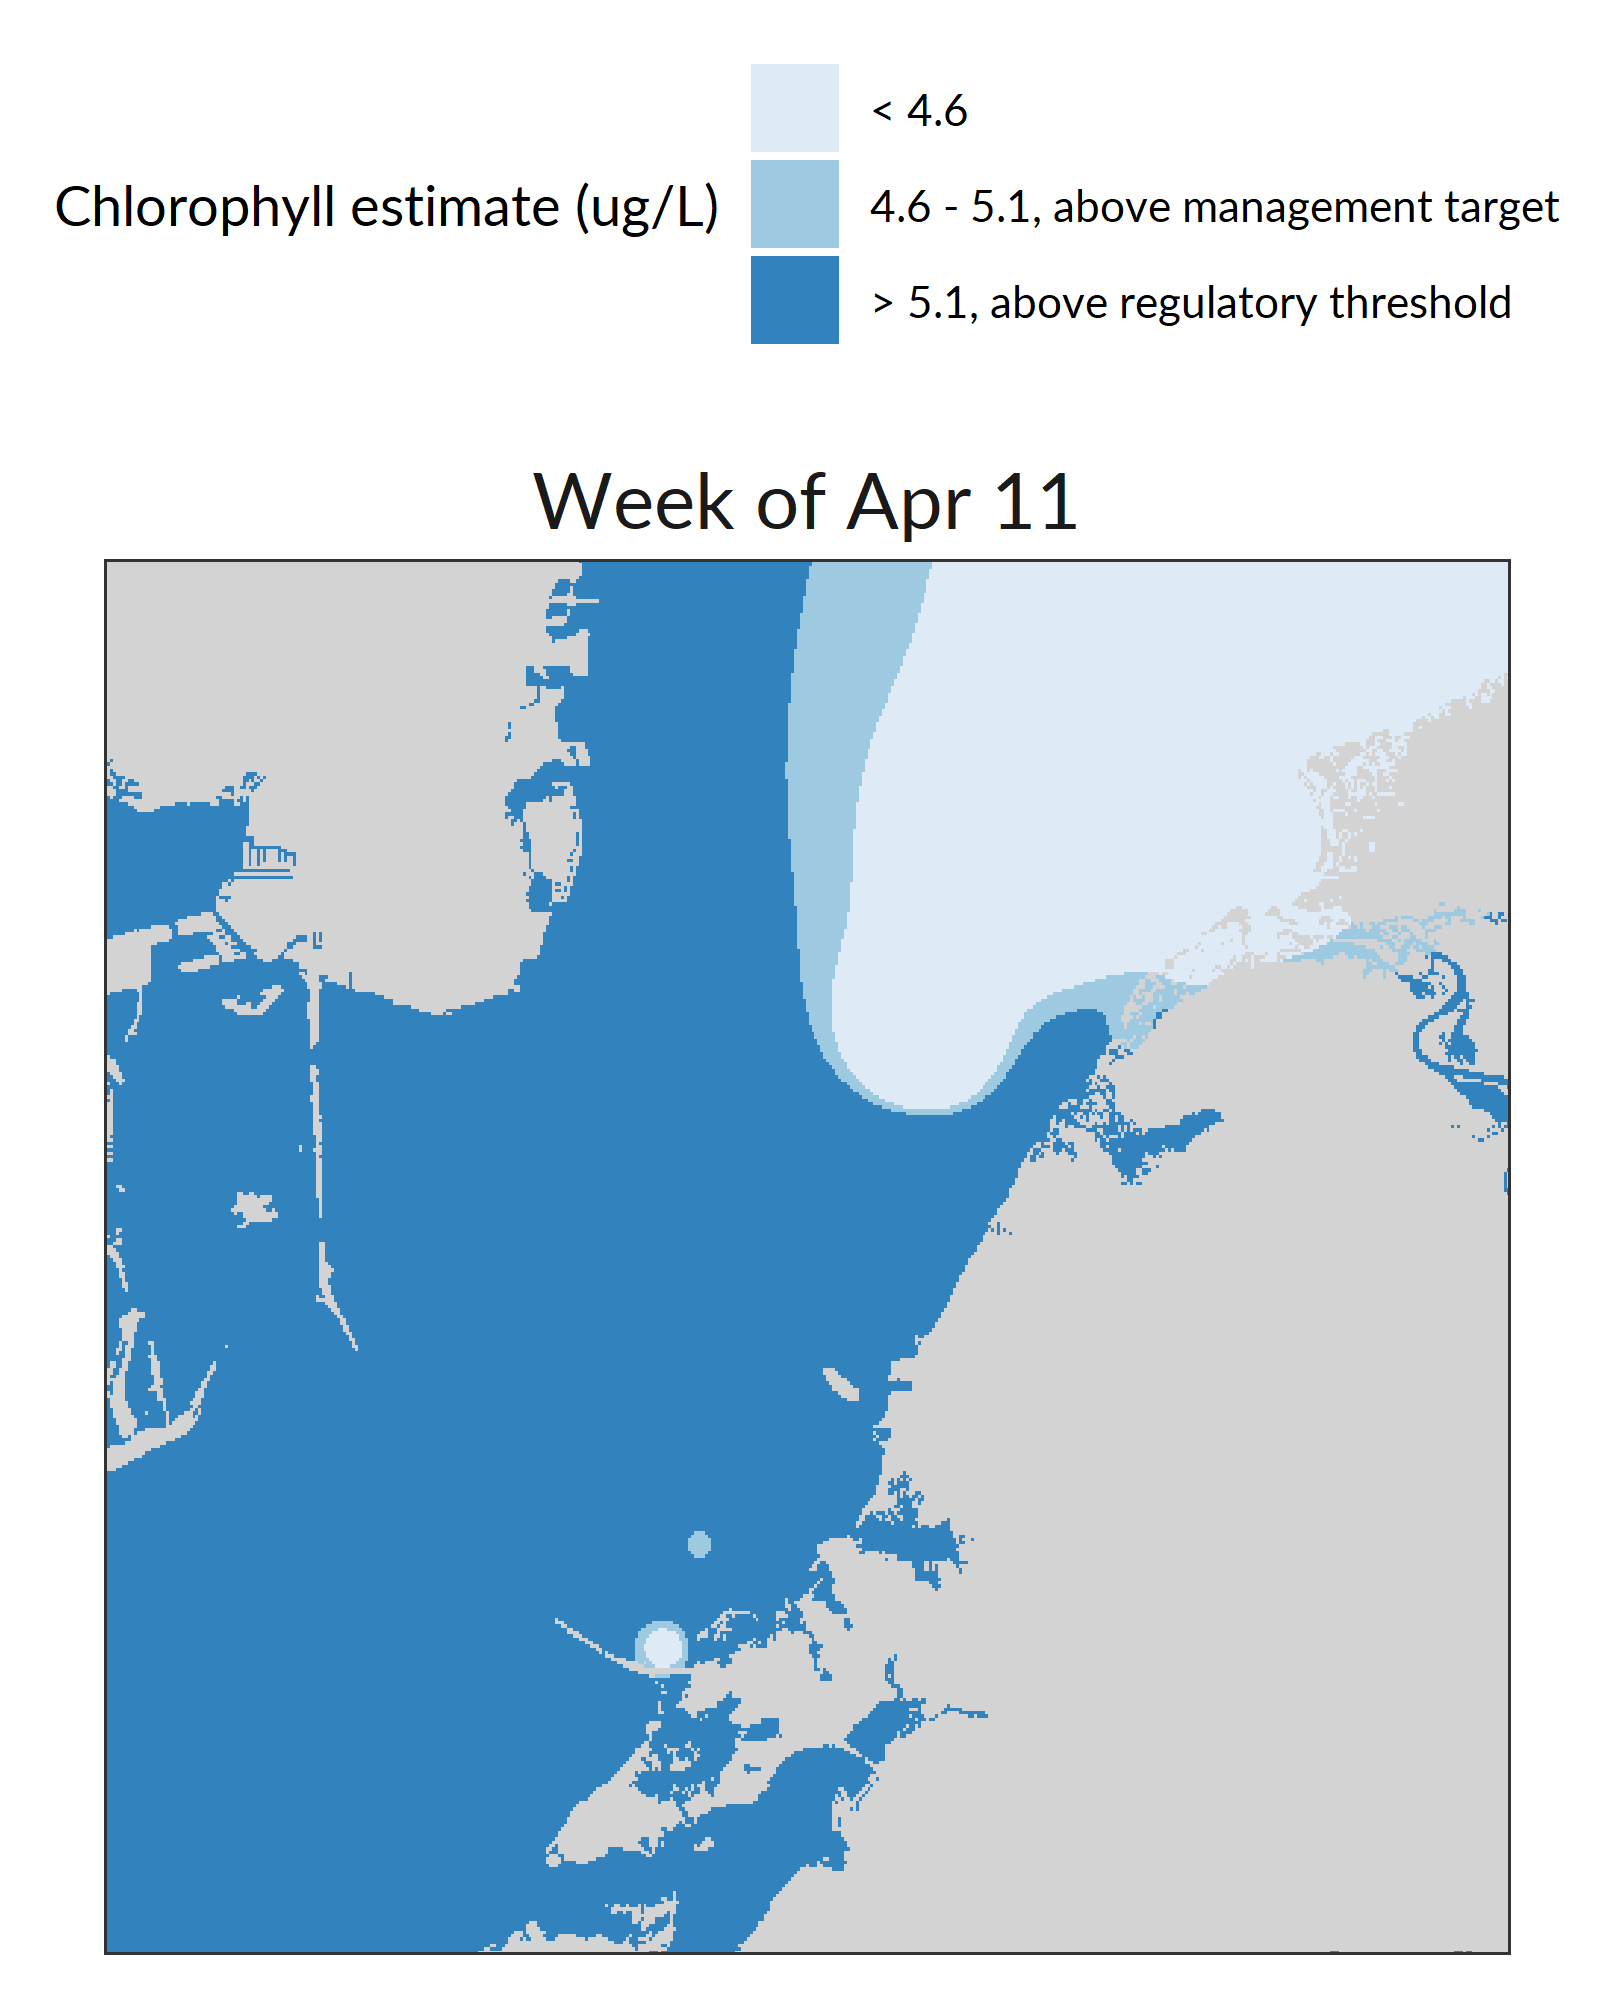 Chlorophyll estimate (ug/L)
< 4.6
4.6 - 5.1, above management target
> 5.1, above regulatory threshold
Week of Apr 11